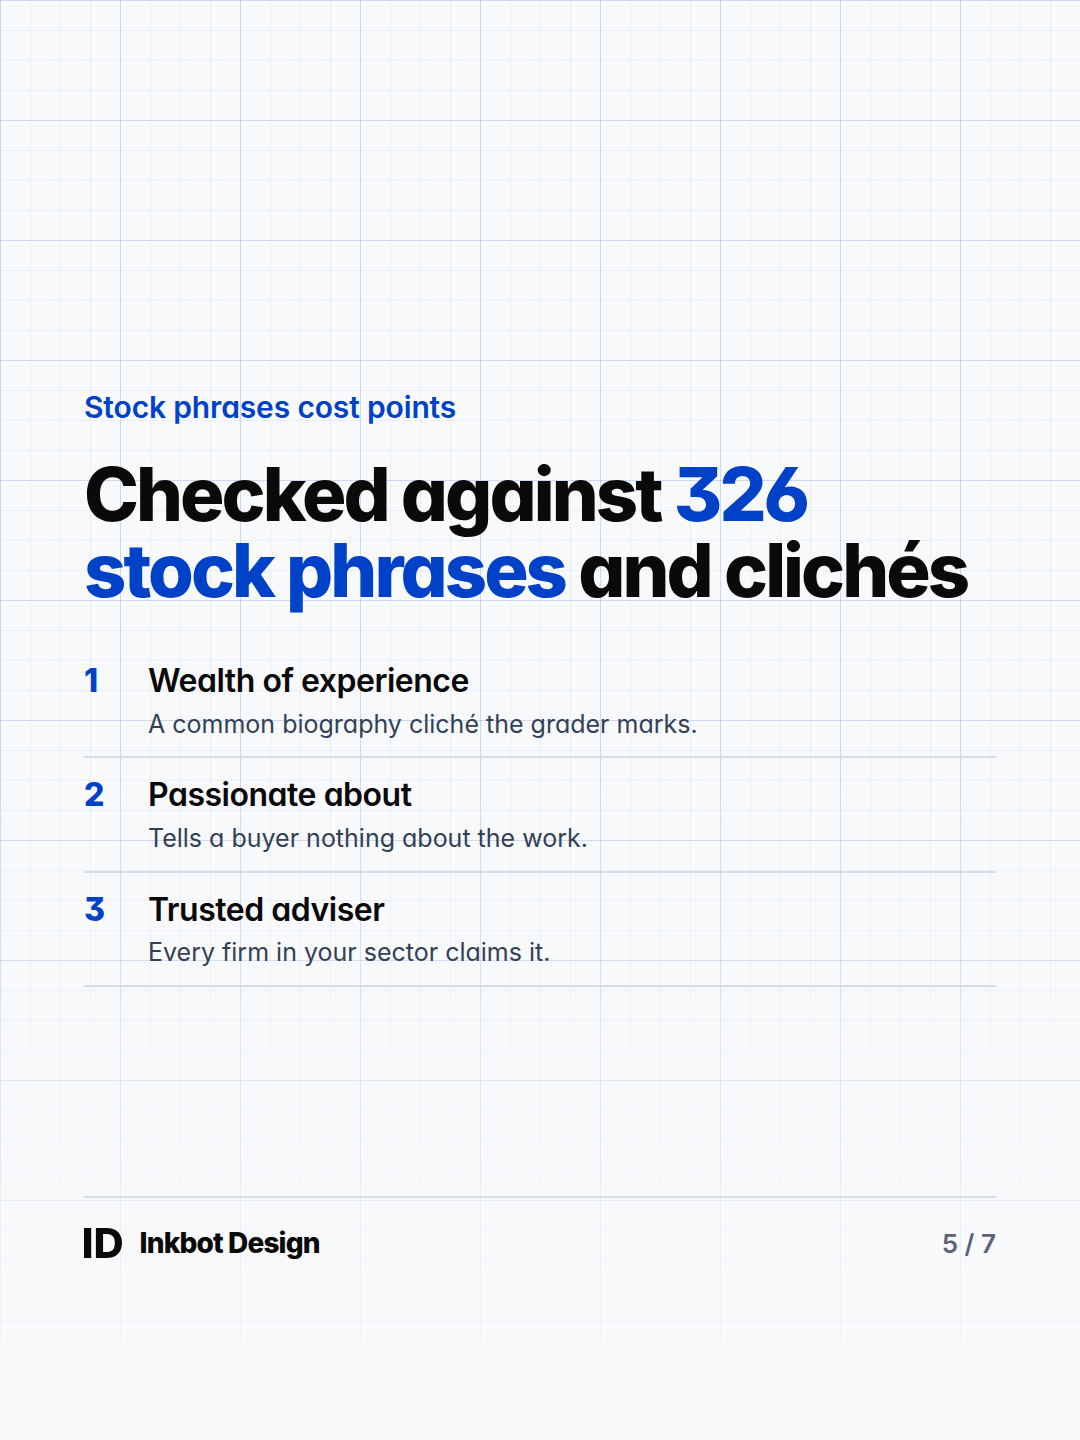 Stock phrases cost points
Checked against 326
stock phrases and clichés
1 Wealth of experience
A common biography cliché the grader marks.
2 Passionate about
Tells a buyer nothing about the work.
3 Trusted adviser
Every firm in your sector claims it.
ID Inkbot Design
5 / 7